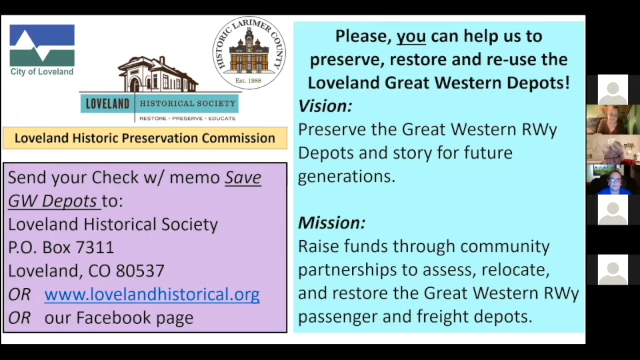 City of Loveland
HISTORIC LARIMER COUNTY
Est. 1988
LOVELAND HISTORICAL SOCIETY
RESTORE • PRESERVE • EDUCATE
Loveland Historic Preservation Commission
Send your Check w/ memo Save
GW Depots to:
Loveland Historical Society
P.O. Box 7311
Loveland, CO 80537
OR www.lovelandhistorical.org
OR our Facebook page
Please, you can help us to
preserve, restore and re-use the
Loveland Great Western Depots!
Vision:
Preserve the Great Western RWy
Depots and story for future
generations.
Mission:
Raise funds through community
partnerships to assess, relocate,
and restore the Great Western RWy
passenger and freight depots.